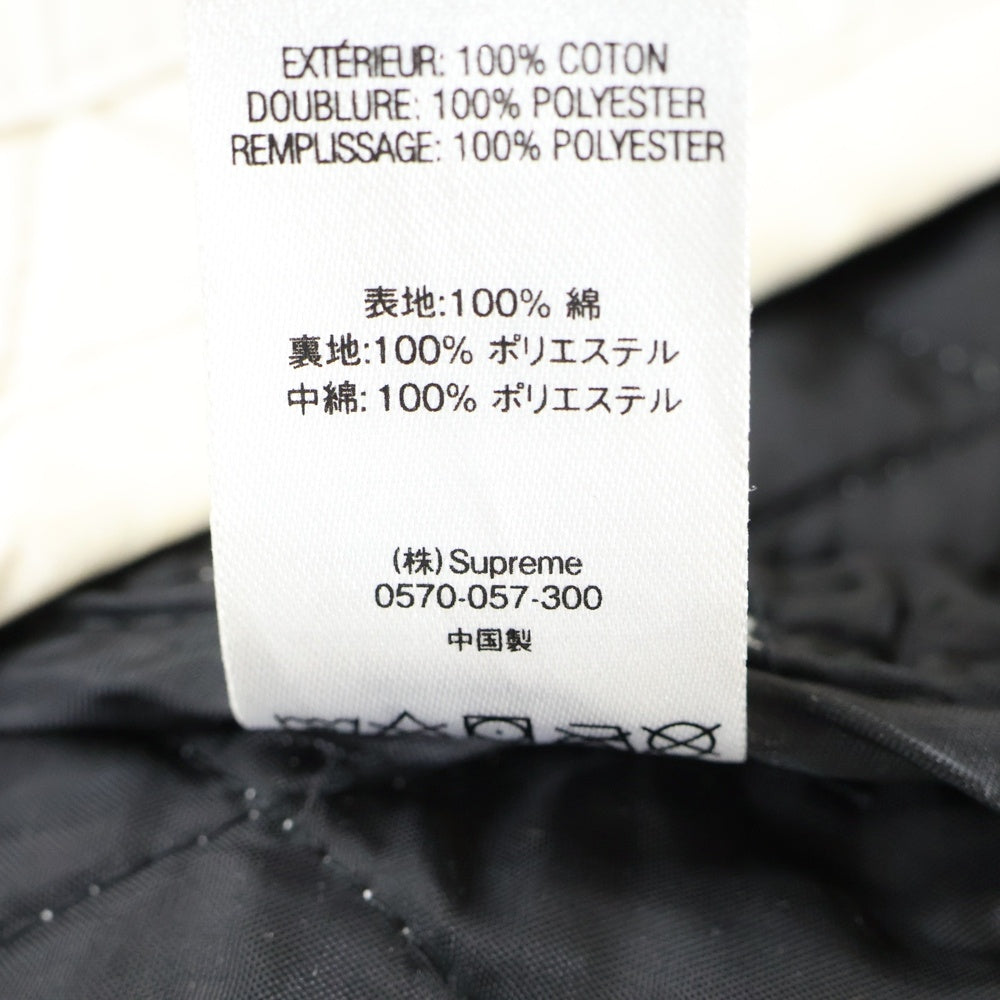 EXTÉRIEUR: 100% COTON
DOUBLURE: 100% POLYESTER
REMPLISSAGE: 100% POLYESTER
表地:100% 綿
裏地:100% ポリエステル
中綿: 100% ポリエステル
(株) Supreme
0570-057-300
中国製